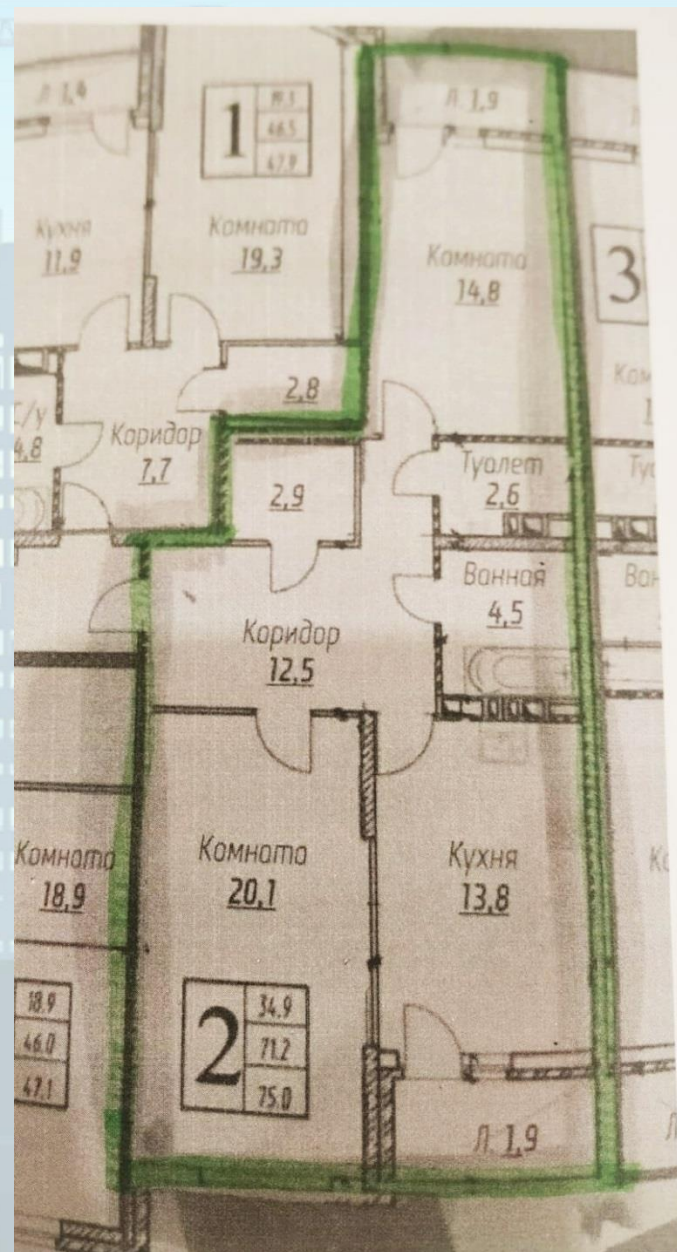 Л 1,4
1
19.3
46.5
47.9
Л 1,9
Кухня
11,9
Комната
19,3
Комната
14,8
3
2,8
С/у
4,8
Коридор
7,7
2,9
Туалет
2,6
Ванная
4,5
Коридор
12,5
Комната
18,9
Комната
20,1
Кухня
13,8
18.9
46.0
47.1
2
34.9
71.2
75.0
Л 1,9